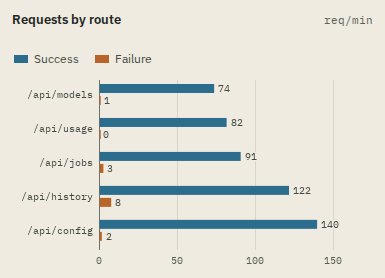 Requests by route req/min
Success Failure
/api/models 74
1
/api/usage 82
0
/api/jobs 91
3
/api/history 122
8
/api/config 140
2
0 50 100 150